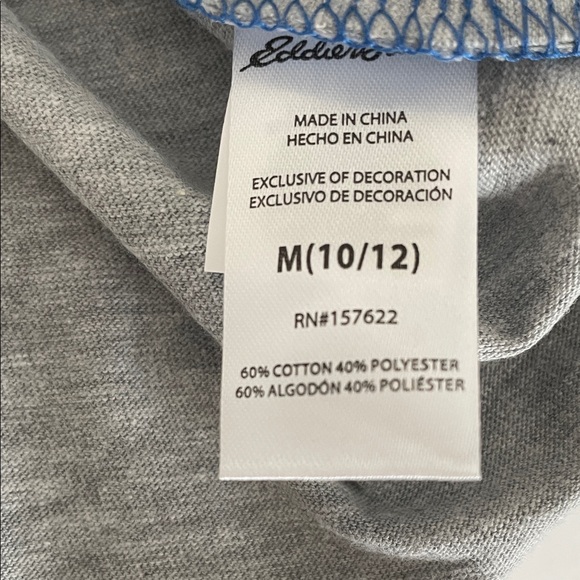 Eddie
MADE IN CHINA
HECHO EN CHINA
EXCLUSIVE OF DECORATION
EXCLUSIVO DE DECORACIÓN
M(10/12)
RN#157622
60% COTTON 40% POLYESTER
60% ALGODÓN 40% POLIÉSTER